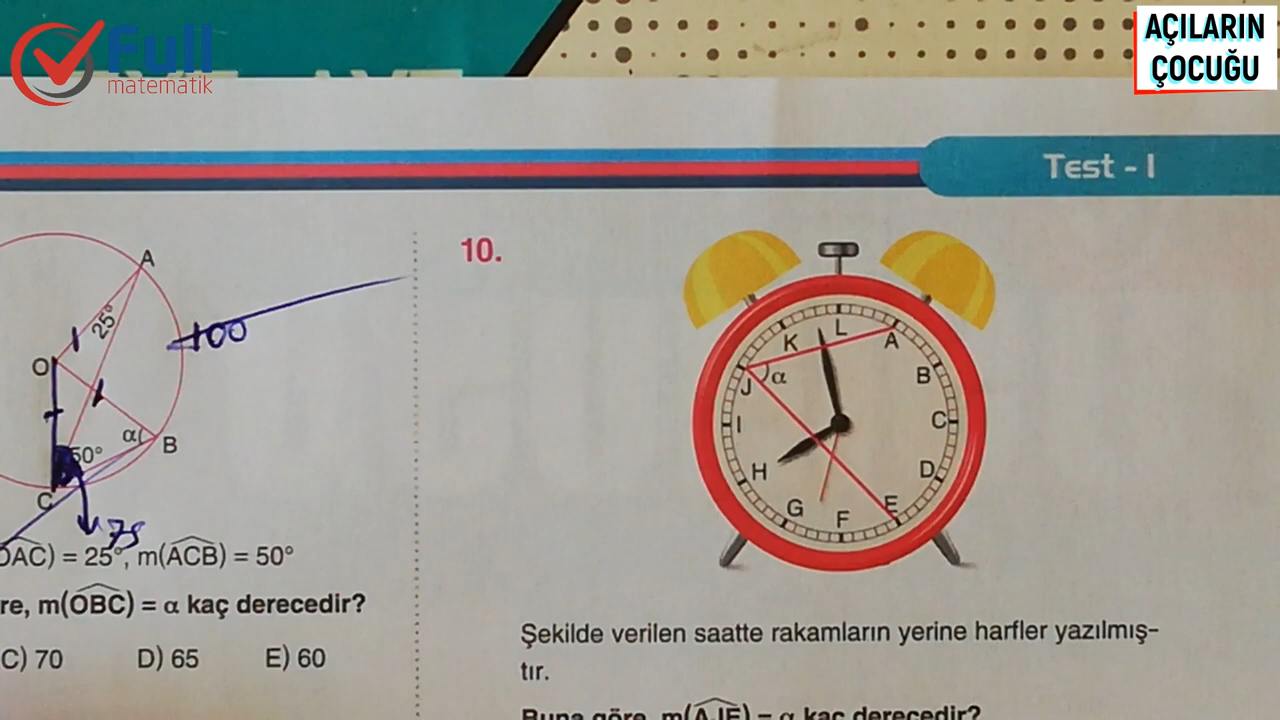 Full
matematik
AÇILARIN
ÇOCUĞU
Test - I
A
25°
O
100
α
B
50°
C
75
OAC) = 25°, m(ACB) = 50°
re, m(OBC) = α kaç derecedir?
C) 70 D) 65 E) 60
10.
L
K
A
J
α
B
I
C
H
D
G
E
F
Şekilde verilen saatte rakamların yerine harfler yazılmış-
tır.
Buna göre, m(AJE) = α kaç derecedir?